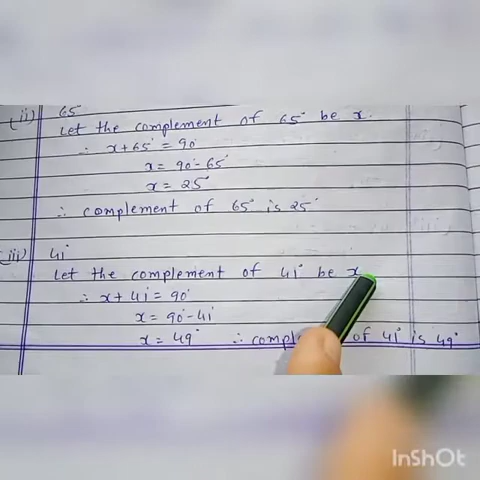 (ii) 65°
Let the complement of 65° be x.
∴ x+65° = 90°
x = 90° - 65°
x = 25°
∴ complement of 65° is 25°
(iii) 41°
Let the complement of 41° be x
∴ x + 41° = 90°
x = 90° - 41°
x = 49° ∴ compl of 41° is 49°
InShOt